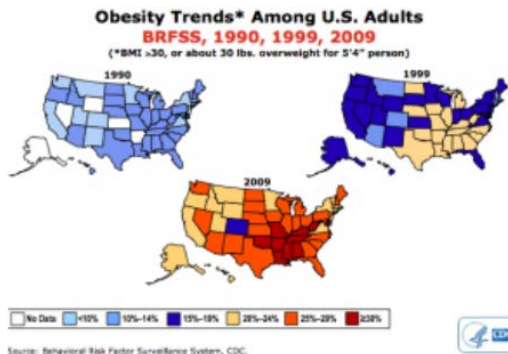 Obesity Trends* Among U.S. Adults
BRFSS, 1990, 1999, 2009
(*BMI ≥30, or about 30 lbs. overweight for 5'4" person)
1990
1999
2009
No Data <10% 10%–14% 15%–19% 20%–24% 25%–29% ≥30%
CDC
Source: Behavioral Risk Factor Surveillance System, CDC.